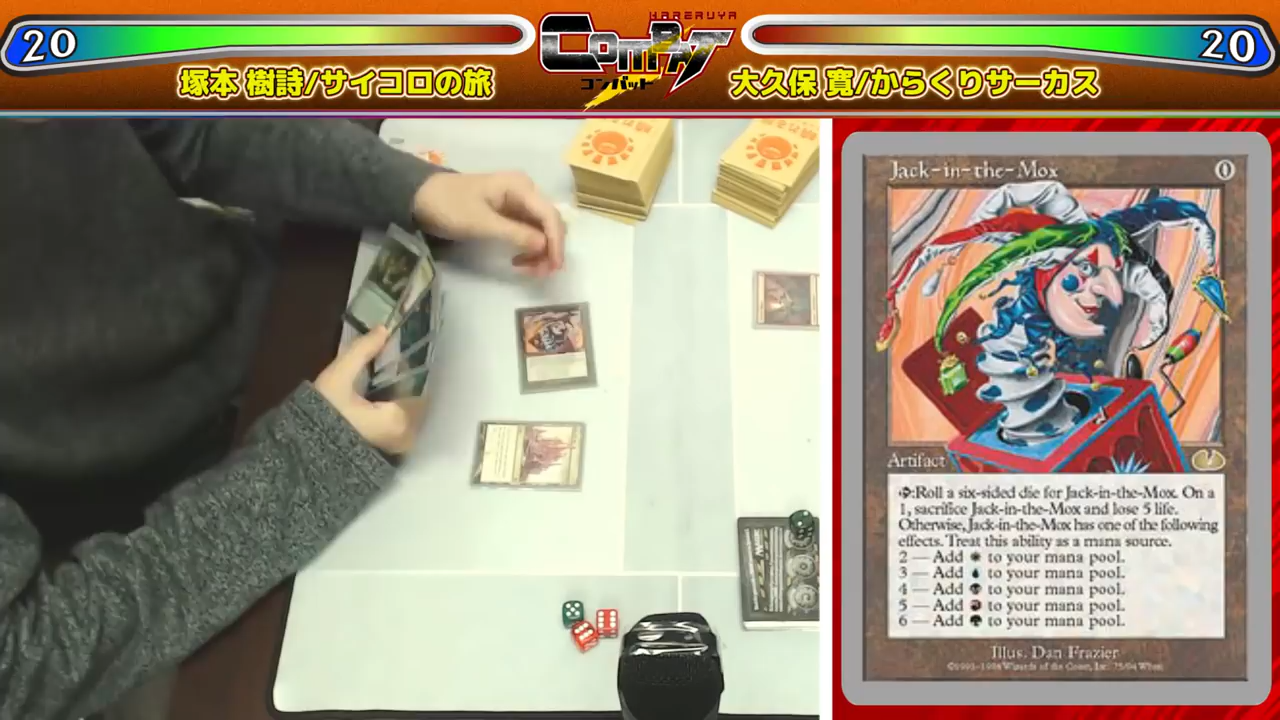 20
HARERUYA
COMBAT
コンバット
20
塚本 樹詩/サイコロの旅
大久保 寛/からくりサーカス
Jack-in-the-Mox
0
Artifact
:Roll a six-sided die for Jack-in-the-Mox. On a
1, sacrifice Jack-in-the-Mox and lose 5 life.
Otherwise, Jack-in-the-Mox has one of the following
effects. Treat this ability as a mana source.
2 — Add to your mana pool.
3 — Add to your mana pool.
4 — Add to your mana pool.
5 — Add to your mana pool.
6 — Add to your mana pool.
Illus. Dan Frazier
Wizards of the Coast, Inc.